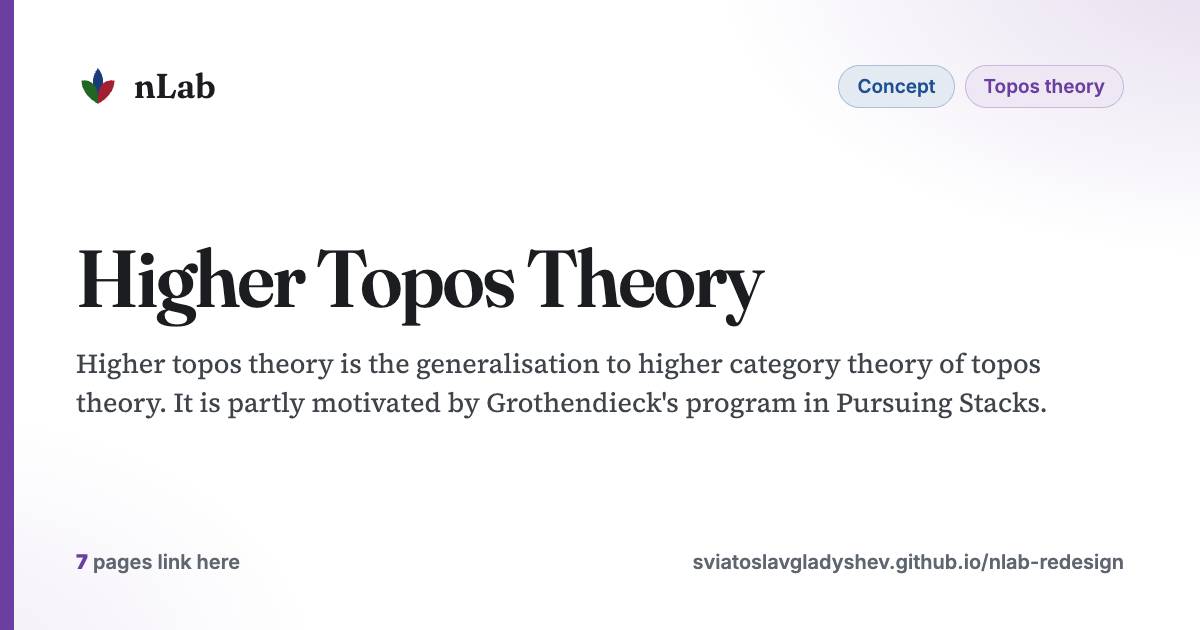 nLab
Concept
Topos theory
Higher Topos Theory
Higher topos theory is the generalisation to higher category theory of topos
theory. It is partly motivated by Grothendieck's program in Pursuing Stacks.
7 pages link here
sviatoslavgladyshev.github.io/nlab-redesign